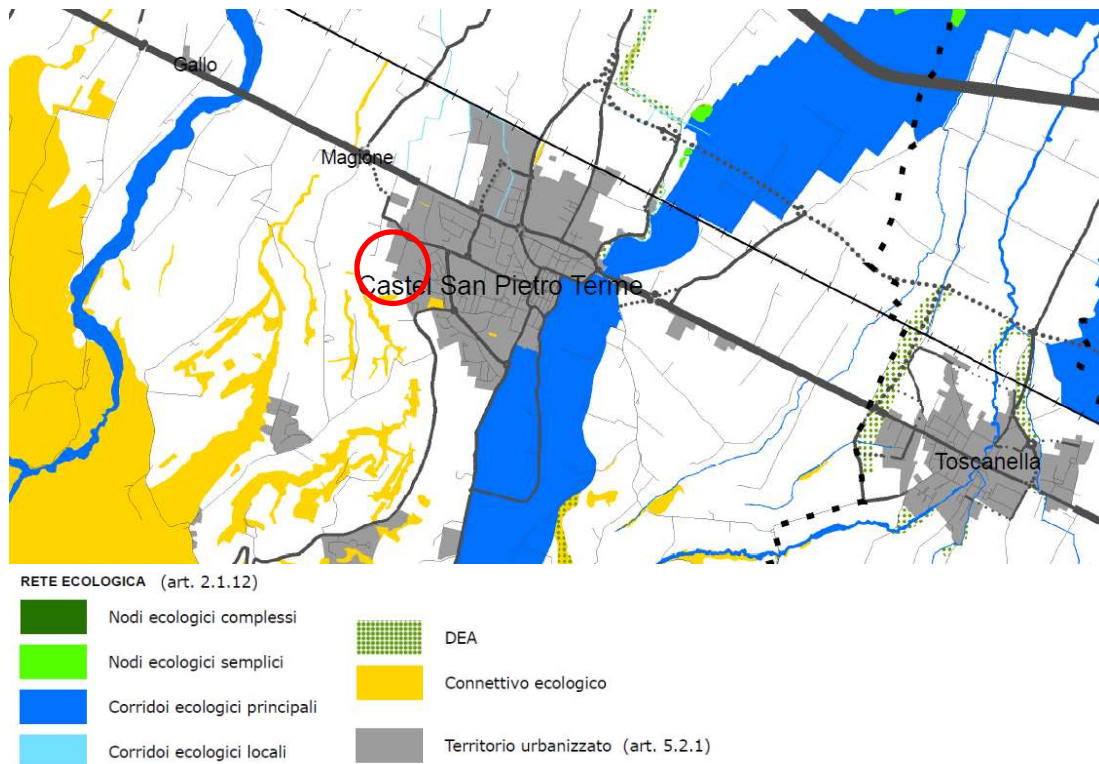 Gallo
Magione
Castel San Pietro Terme
Toscanella
RETE ECOLOGICA (art. 2.1.12)
Nodi ecologici complessi
Nodi ecologici semplici
Corridoi ecologici principali
Corridoi ecologici locali
DEA
Connettivo ecologico
Territorio urbanizzato (art. 5.2.1)